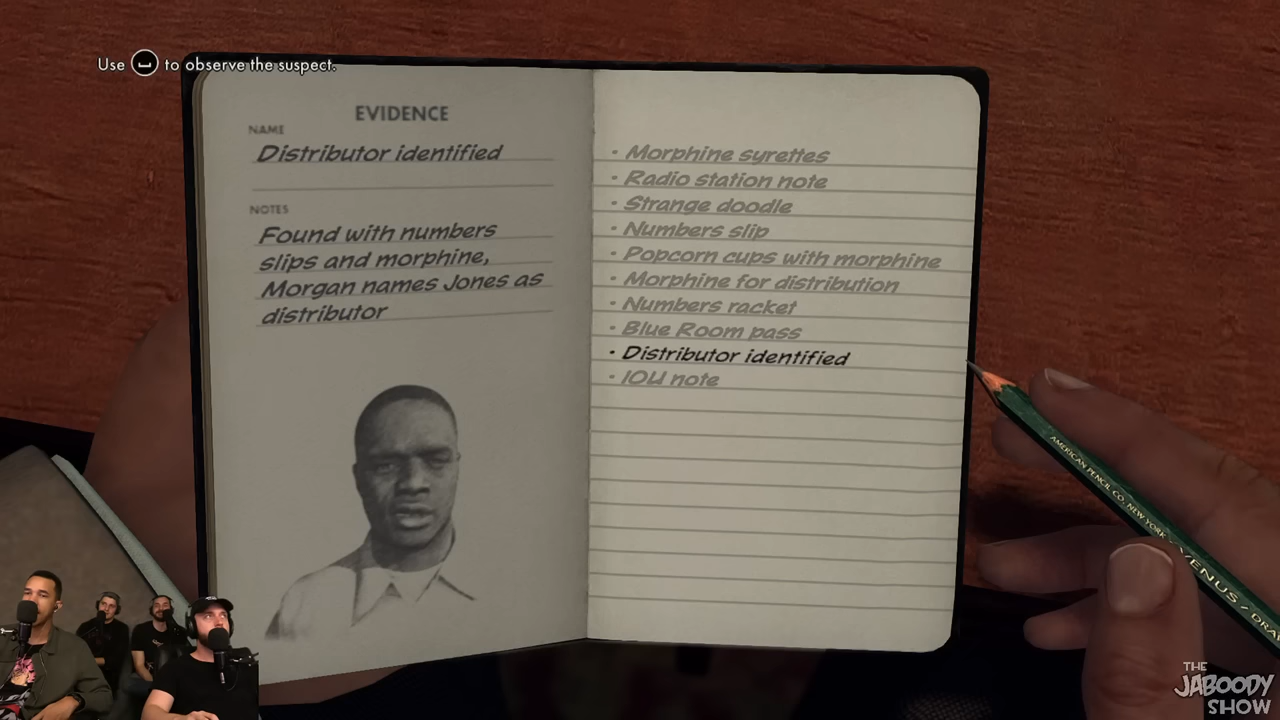 Use to observe the suspect.
EVIDENCE
NAME
Distributor identified
NOTES
Found with numbers
slips and morphine,
Morgan names Jones as
distributor
· Morphine syrettes
· Radio station note
· Strange doodle
· Numbers slip
· Popcorn cups with morphine
· Morphine for distribution
· Numbers racket
· Blue Room pass
· Distributor identified
· IOU note
AMERICAN PENCIL CO. NEW YORK VENUS / DRA
THE
JABOODY
SHOW